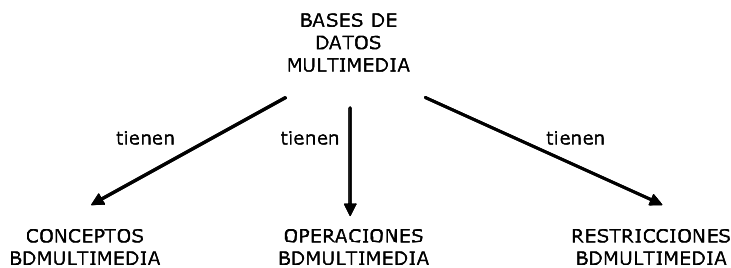 BASES DE
DATOS
MULTIMEDIA
tienen
tienen
tienen
CONCEPTOS
BDMULTIMEDIA
OPERACIONES
BDMULTIMEDIA
RESTRICCIONES
BDMULTIMEDIA